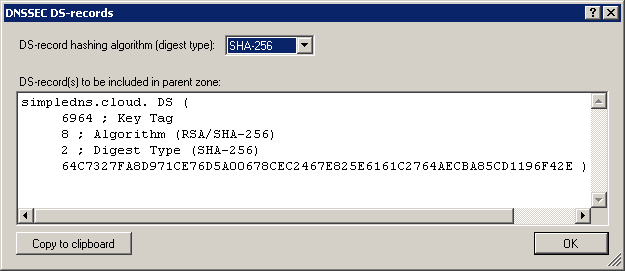 DNSSEC DS-records
DS-record hashing algorithm (digest type): SHA-256
DS-record(s) to be included in parent zone:
simpledns.cloud. DS (
6964 ; Key Tag
8 ; Algorithm (RSA/SHA-256)
2 ; Digest Type (SHA-256)
64C7327FA8D971CE76D5A00678CEC2467E825E6161C2764AECBA85CD1196F42E )
Copy to clipboard
OK